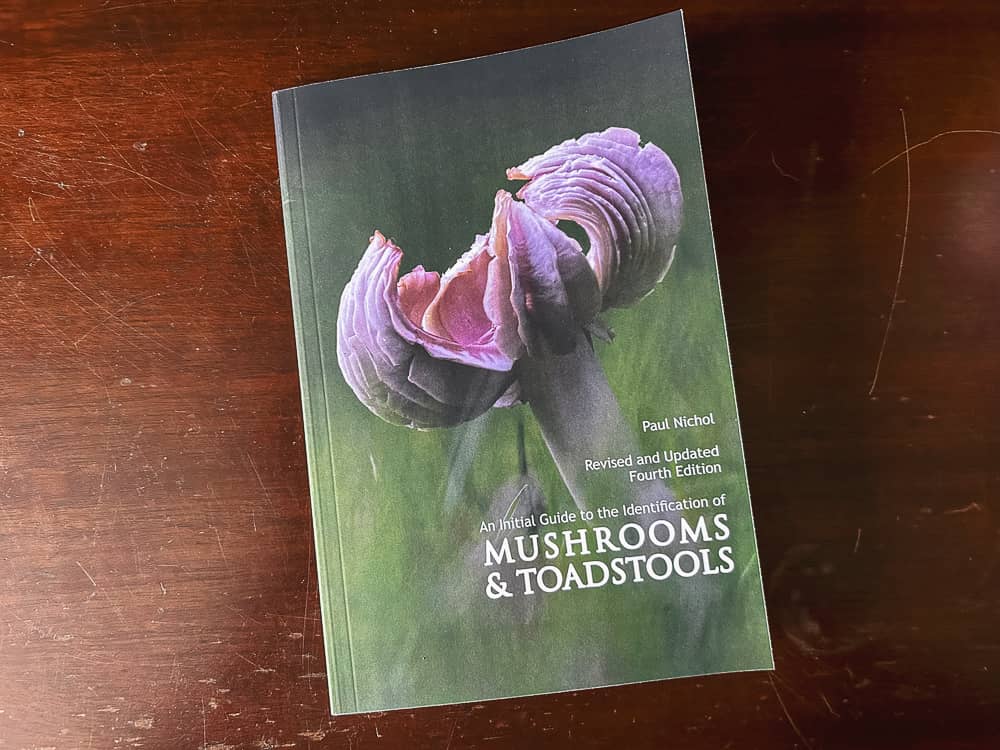 Paul Nichol
Revised and Updated
Fourth Edition
An Initial Guide to the Identification of
MUSHROOMS
& TOADSTOOLS